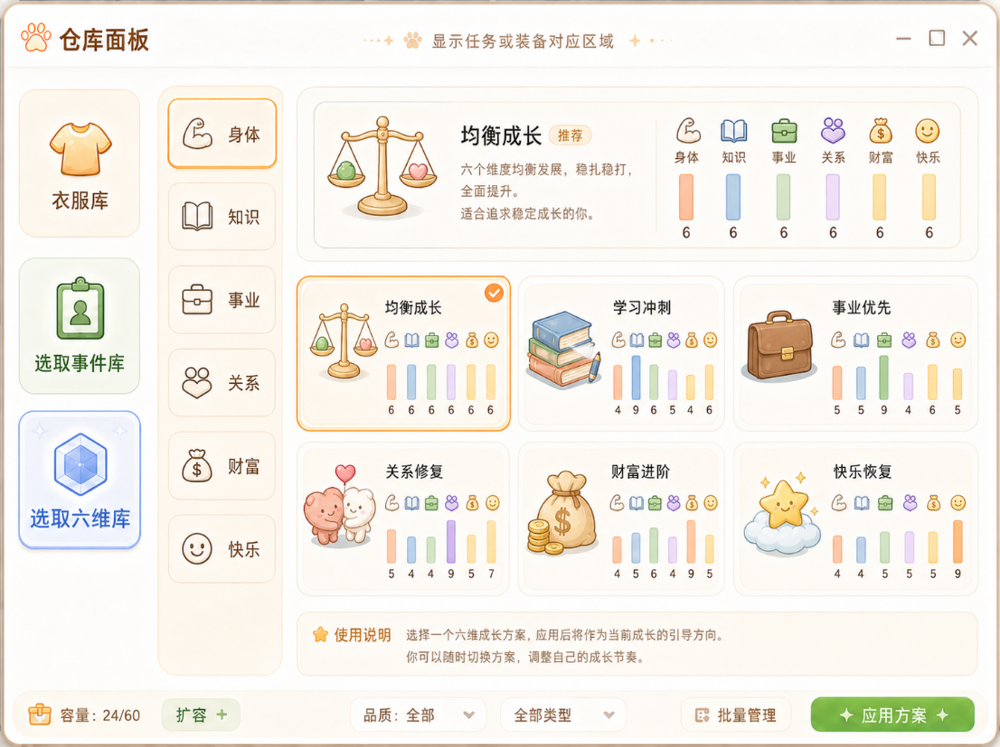 仓库面板
显示任务或装备对应区域
衣服库
选取事件库
选取六维库
身体
知识
事业
关系
财富
快乐
均衡成长 推荐
六个维度均衡发展，稳扎稳打，
全面提升。
适合追求稳定成长的你。
身体 知识 事业 关系 财富 快乐
6 6 6 6 6 6
均衡成长
6 6 6 6 6 6
学习冲刺
4 9 6 5 4 6
事业优先
5 5 9 4 6 5
关系修复
5 4 4 9 5 7
财富进阶
4 5 6 4 9 5
快乐恢复
4 4 5 5 5 9
使用说明 选择一个六维成长方案，应用后将作为当前成长的引导方向。
你可以随时切换方案，调整自己的成长节奏。
容量：24/60 扩容 + 品质：全部 全部类型 批量管理 应用方案